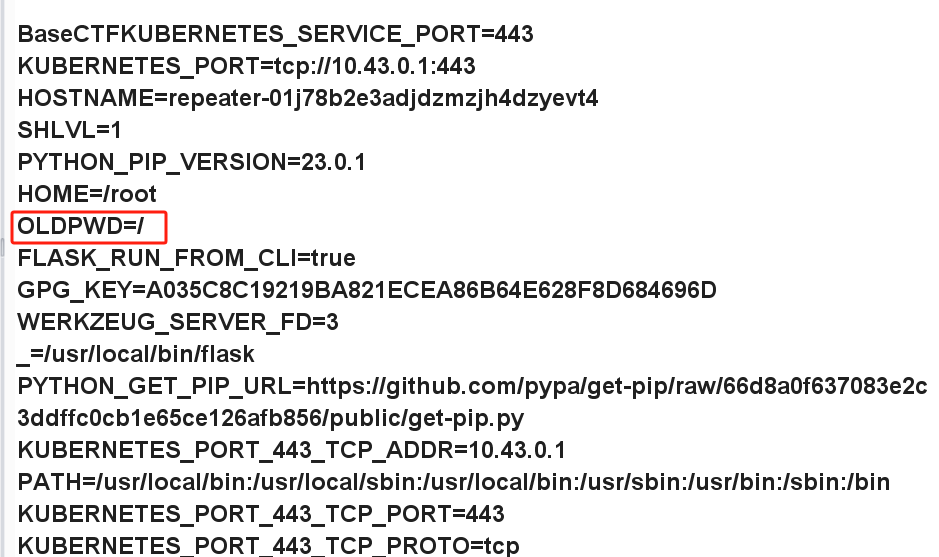 BaseCTFKUBERNETES_SERVICE_PORT=443
KUBERNETES_PORT=tcp://10.43.0.1:443
HOSTNAME=repeater-01j78b2e3adjdzmzjh4dzyevt4
SHLVL=1
PYTHON_PIP_VERSION=23.0.1
HOME=/root
OLDPWD=/
FLASK_RUN_FROM_CLI=true
GPG_KEY=A035C8C19219BA821ECEA86B64E628F8D684696D
WERKZEUG_SERVER_FD=3
_=/usr/local/bin/flask
PYTHON_GET_PIP_URL=https://github.com/pypa/get-pip/raw/66d8a0f637083e2c
3ddffc0cb1e65ce126afb856/public/get-pip.py
KUBERNETES_PORT_443_TCP_ADDR=10.43.0.1
PATH=/usr/local/bin:/usr/local/sbin:/usr/local/bin:/usr/sbin:/usr/bin:/sbin:/bin
KUBERNETES_PORT_443_TCP_PORT=443
KUBERNETES_PORT_443_TCP_PROTO=tcp